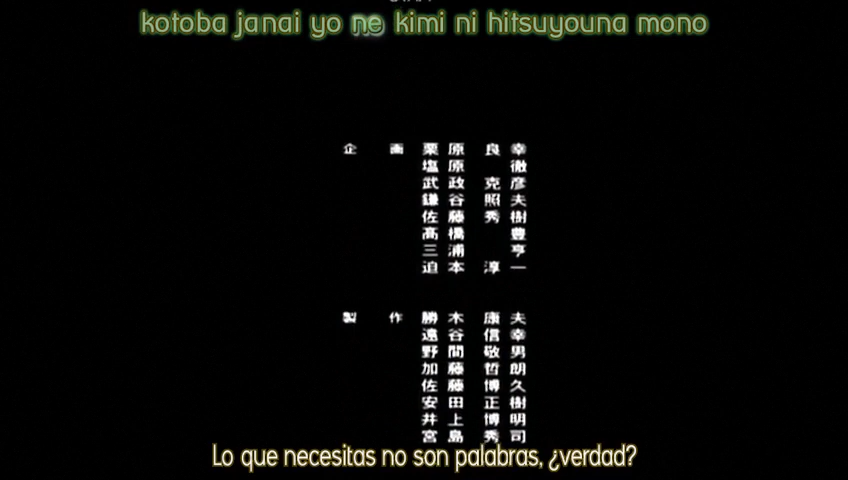 kotoba janai yo ne kimi ni hitsuyouna mono
企画 栗原良幸
塩原徹
武政克彦
鎌谷照夫
佐藤秀樹
高橋豊
三浦亨
迫本淳一
製作 勝木康夫
遠谷信幸
野間敬男
加藤哲朗
佐藤博久
安田正樹
井上博明
宮島秀司
Lo que necesitas no son palabras, ¿verdad?